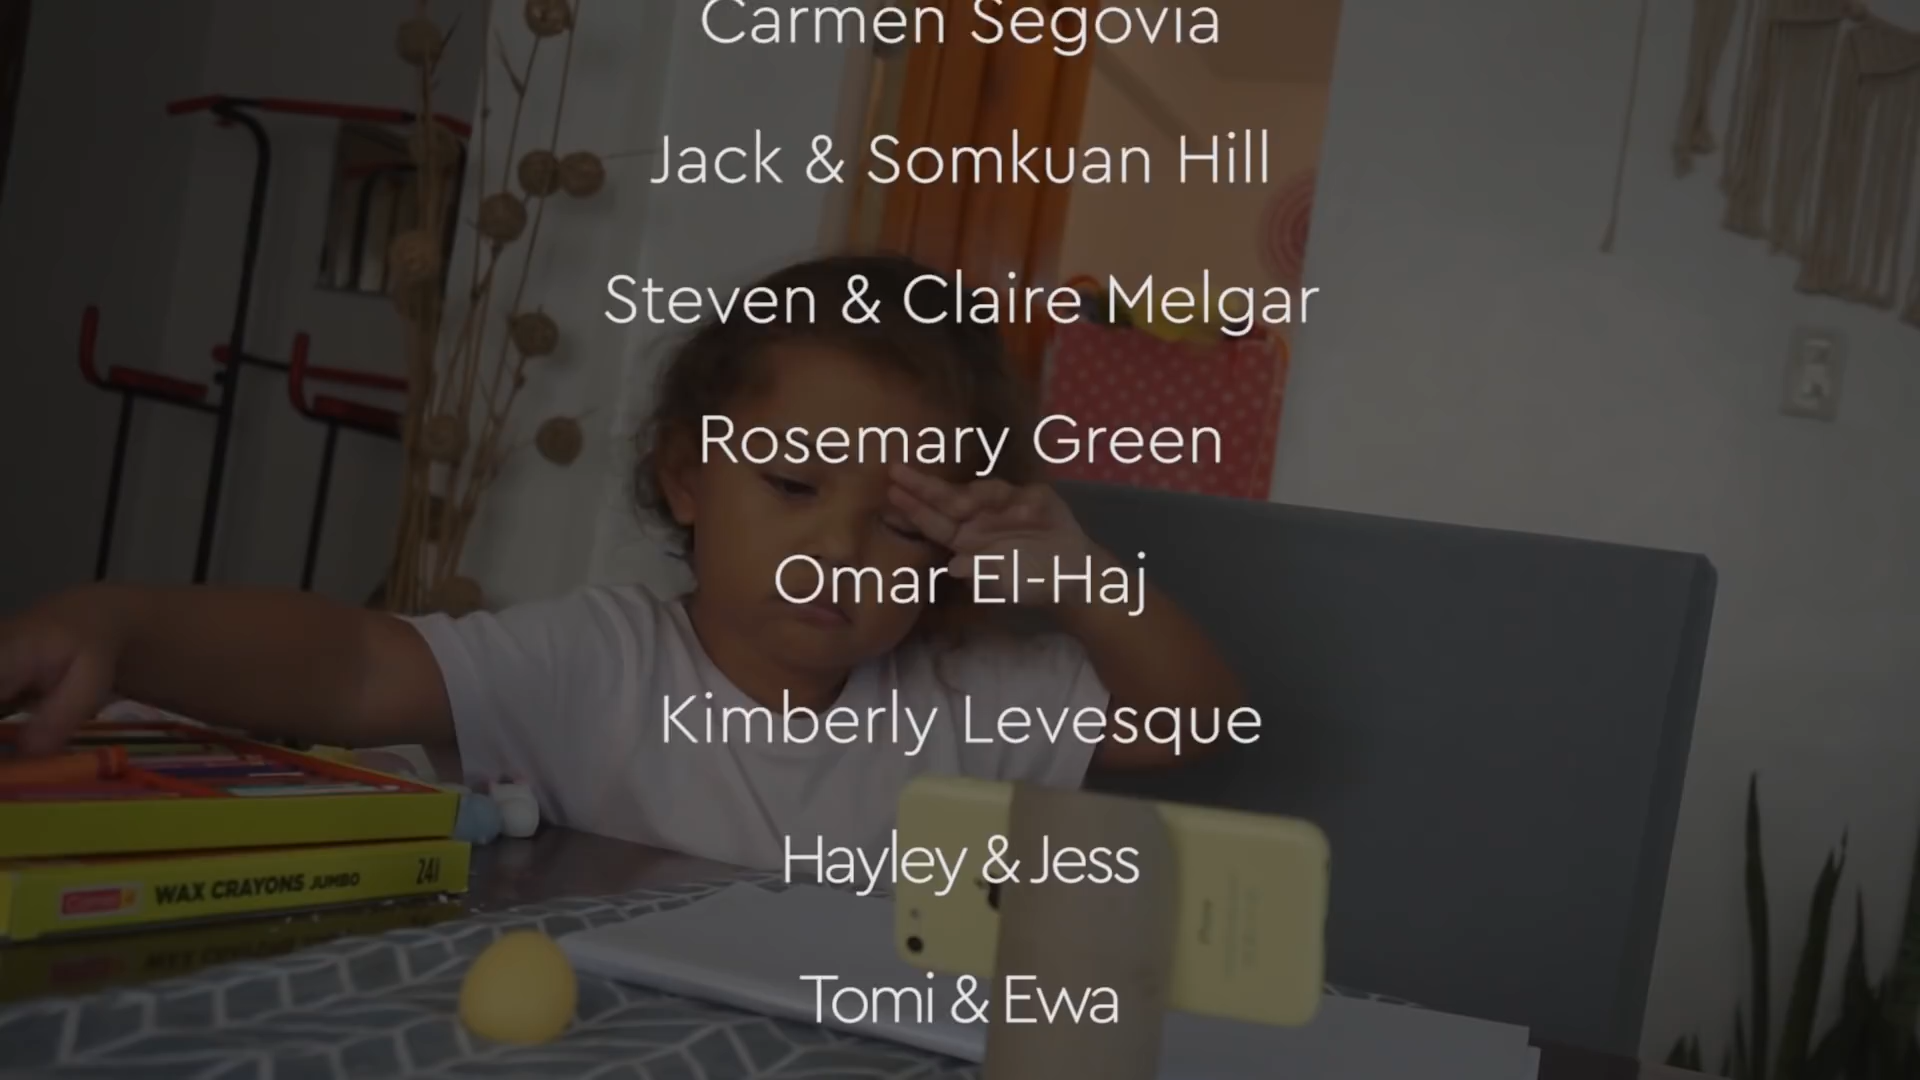 Carmen Segovia
Jack & Somkuan Hill
Steven & Claire Melgar
Rosemary Green
Omar El-Haj
Kimberly Levesque
Hayley & Jess
Tomi & Ewa
WAX CRAYONS JUMBO
24
iPhone